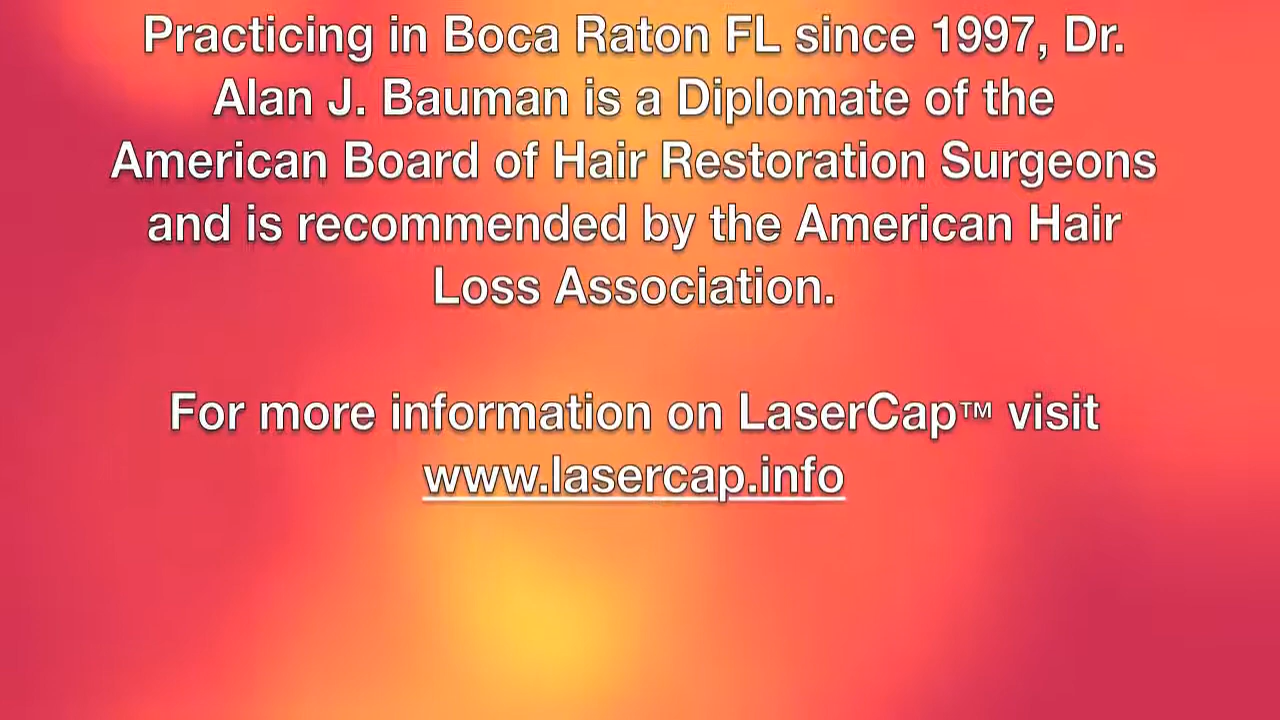 Practicing in Boca Raton FL since 1997, Dr.
Alan J. Bauman is a Diplomate of the
American Board of Hair Restoration Surgeons
and is recommended by the American Hair
Loss Association.
For more information on LaserCap™ visit
www.lasercap.info